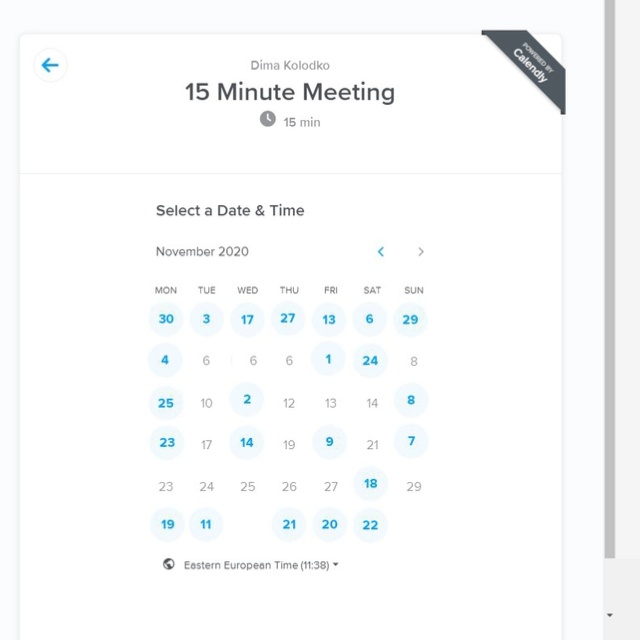 POWERED BY
Calendly
Dima Kolodko
15 Minute Meeting
15 min
Select a Date & Time
November 2020
MON TUE WED THU FRI SAT SUN
30 3 17 27 13 6 29
4 6 6 6 1 24 8
25 10 2 12 13 14 8
23 17 14 19 9 21 7
23 24 25 26 27 18 29
19 11 21 20 22
Eastern European Time (11:38)